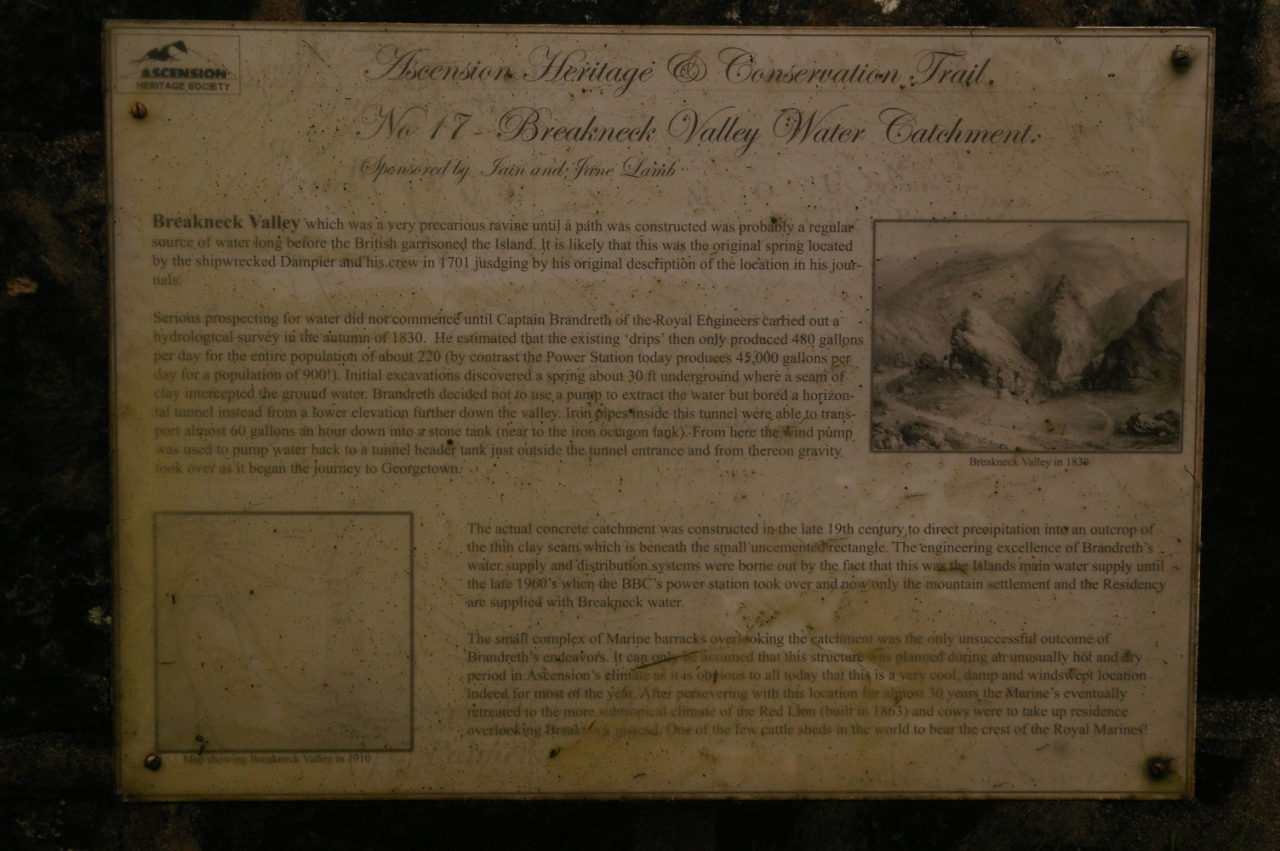 ASCENSION
HERITAGE SOCIETY
Ascension Heritage & Conservation Trail.
No 17 - Breakneck Valley Water Catchment.
Sponsored by Iain and Jane Lamb
Breakneck Valley which was a very precarious ravine until a path was constructed was probably a regular
source of water long before the British garrisoned the Island. It is likely that this was the original spring located
by the shipwrecked Dampier and his crew in 1701 jusdging by his original description of the location in his jour-
nals.
Serious prospecting for water did not commence until Captain Brandreth of the Royal Engineers carried out a
hydrological survey in the autumn of 1830. He estimated that the existing 'drips' then only produced 480 gallons
per day for the entire population of about 220 (by contrast the Power Station today produces 45,000 gallons per
day for a population of 900!). Initial excavations discovered a spring about 30 ft underground where a seam of
clay intercepted the ground water. Brandreth decided not to use a pump to extract the water but bored a horizon-
tal tunnel instead from a lower elevation further down the valley. Iron pipes inside this tunnel were able to trans-
port almost 60 gallons an hour down into a stone tank (near to the iron octagon tank). From here the wind pump
was used to pump water back to a tunnel header tank just outside the tunnel entrance and from thereon gravity
took over as it began the journey to Georgetown.
Breakneck Valley in 1830
The actual concrete catchment was constructed in the late 19th century to direct precipitation into an outcrop of
the thin clay seam which is beneath the small uncemented rectangle. The engineering excellence of Brandreth's
water supply and distribution systems were borne out by the fact that this was the Islands main water supply until
the late 1960's when the BBC's power station took over and now only the mountain settlement and the Residency
are supplied with Breakneck water.
The small complex of Marine barracks overlooking the catchment was the only unsuccessful outcome of
Brandreth's endeavors. It can only be assumed that this structure was planned during an unusually hot and dry
period in Ascension's climate as it is obvious to all today that this is a very cool, damp and windswept location
indeed for most of the year. After persevering with this location for almost 30 years the Marine's eventually
retreated to the more subtropical climate of the Red Lion (built in 1863) and cows were to take up residence
overlooking Breakneck instead. One of the few cattle sheds in the world to bear the crest of the Royal Marines!
Map showing Breakneck Valley in 1910